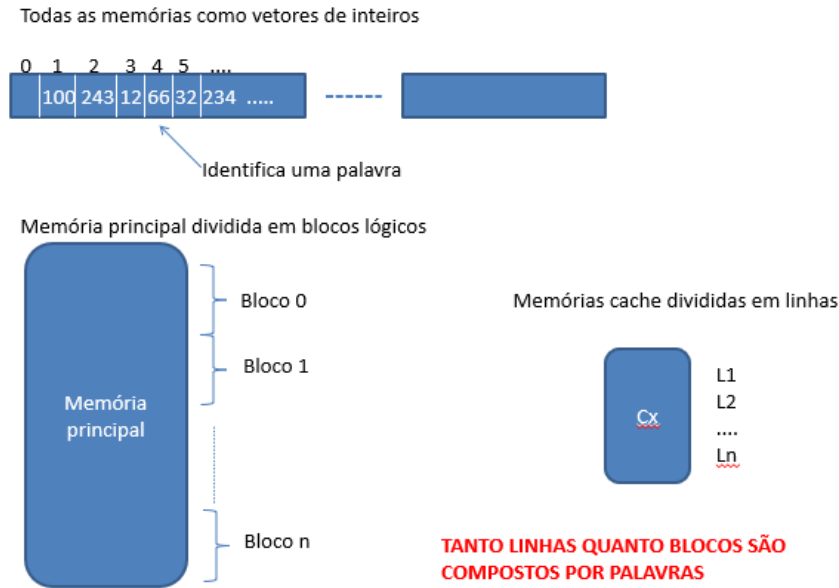 Todas as memórias como vetores de inteiros
0 1 2 3 4 5 ....
100 243 12 66 32 234 .....
Identifica uma palavra
Memória principal dividida em blocos lógicos
Bloco 0
Memórias cache divididas em linhas
Bloco 1
L1
L2
....
Ln
Memória
principal
Cx
Bloco n
TANTO LINHAS QUANTO BLOCOS SÃO
COMPOSTOS POR PALAVRAS